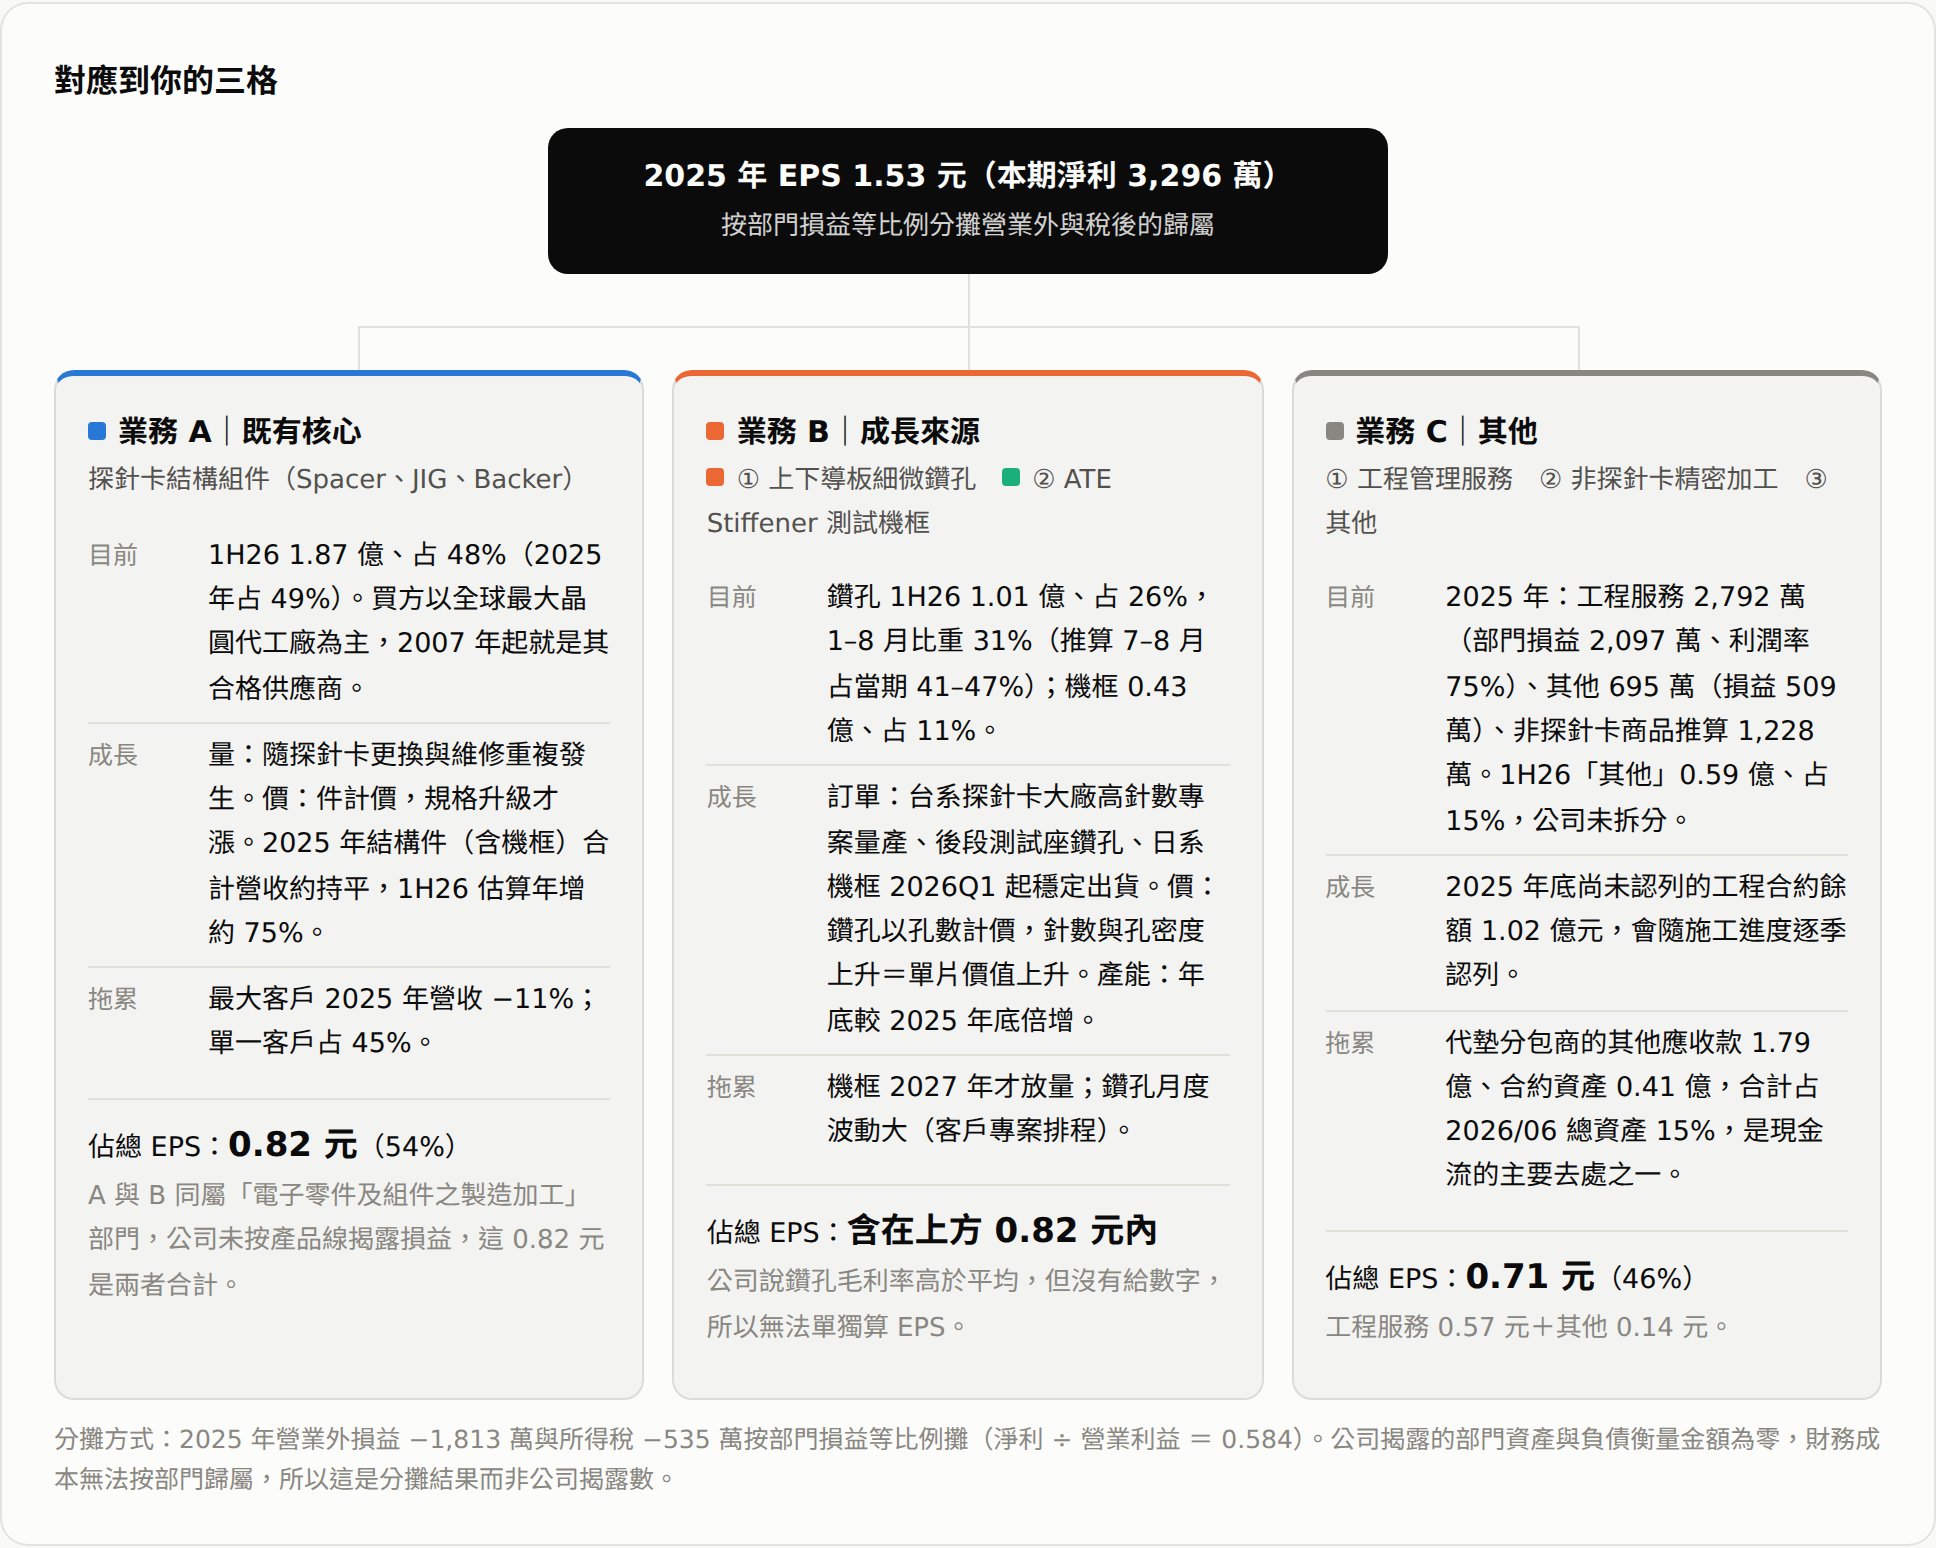 對應到你的三格
2025 年 EPS 1.53 元（本期淨利 3,296 萬）
按部門損益等比例分攤營業外與稅後的歸屬
業務 A｜既有核心
探針卡結構組件（Spacer、JIG、Backer）
目前
1H26 1.87 億、占 48%（2025
年占 49%）。買方以全球最大晶
圓代工廠為主，2007 年起就是其
合格供應商。
成長
量：隨探針卡更換與維修重複發
生。價：件計價，規格升級才
漲。2025 年結構件（含機框）合
計營收約持平，1H26 估算年增
約 75%。
拖累
最大客戶 2025 年營收 −11%；
單一客戶占 45%。
佔總 EPS：0.82 元（54%）
A 與 B 同屬「電子零件及組件之製造加工」
部門，公司未按產品線揭露損益，這 0.82 元
是兩者合計。
業務 B｜成長來源
① 上下導板細微鑽孔　② ATE
Stiffener 測試機框
目前
鑽孔 1H26 1.01 億、占 26%，
1–8 月比重 31%（推算 7–8 月
占當期 41–47%）；機框 0.43
億、占 11%。
成長
訂單：台系探針卡大廠高針數專
案量產、後段測試座鑽孔、日系
機框 2026Q1 起穩定出貨。價：
鑽孔以孔數計價，針數與孔密度
上升＝單片價值上升。產能：年
底較 2025 年底倍增。
拖累
機框 2027 年才放量；鑽孔月度
波動大（客戶專案排程）。
佔總 EPS：含在上方 0.82 元內
公司說鑽孔毛利率高於平均，但沒有給數字，
所以無法單獨算 EPS。
業務 C｜其他
① 工程管理服務　② 非探針卡精密加工　③
其他
目前
2025 年：工程服務 2,792 萬
（部門損益 2,097 萬、利潤率
75%）、其他 695 萬（損益 509
萬）、非探針卡商品推算 1,228
萬。1H26「其他」0.59 億、占
15%，公司未拆分。
成長
2025 年底尚未認列的工程合約餘
額 1.02 億元，會隨施工進度逐季
認列。
拖累
代墊分包商的其他應收款 1.79
億、合約資產 0.41 億，合計占
2026/06 總資產 15%，是現金
流的主要去處之一。
佔總 EPS：0.71 元（46%）
工程服務 0.57 元＋其他 0.14 元。
分攤方式：2025 年營業外損益 −1,813 萬與所得稅 −535 萬按部門損益等比例攤（淨利 ÷ 營業利益 ＝ 0.584）。公司揭露的部門資產與負債衡量金額為零，財務成
本無法按部門歸屬，所以這是分攤結果而非公司揭露數。